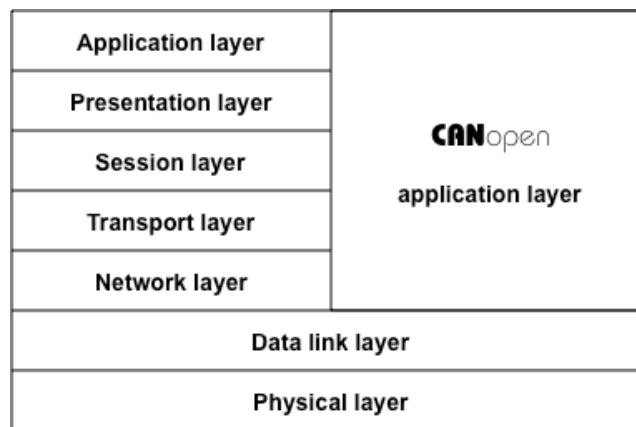 Application layer
Presentation layer
Session layer
Transport layer
Network layer
CANopen
application layer
Data link layer
Physical layer